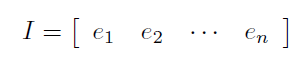 I = [ e₁ e₂ ⋯ eₙ ]